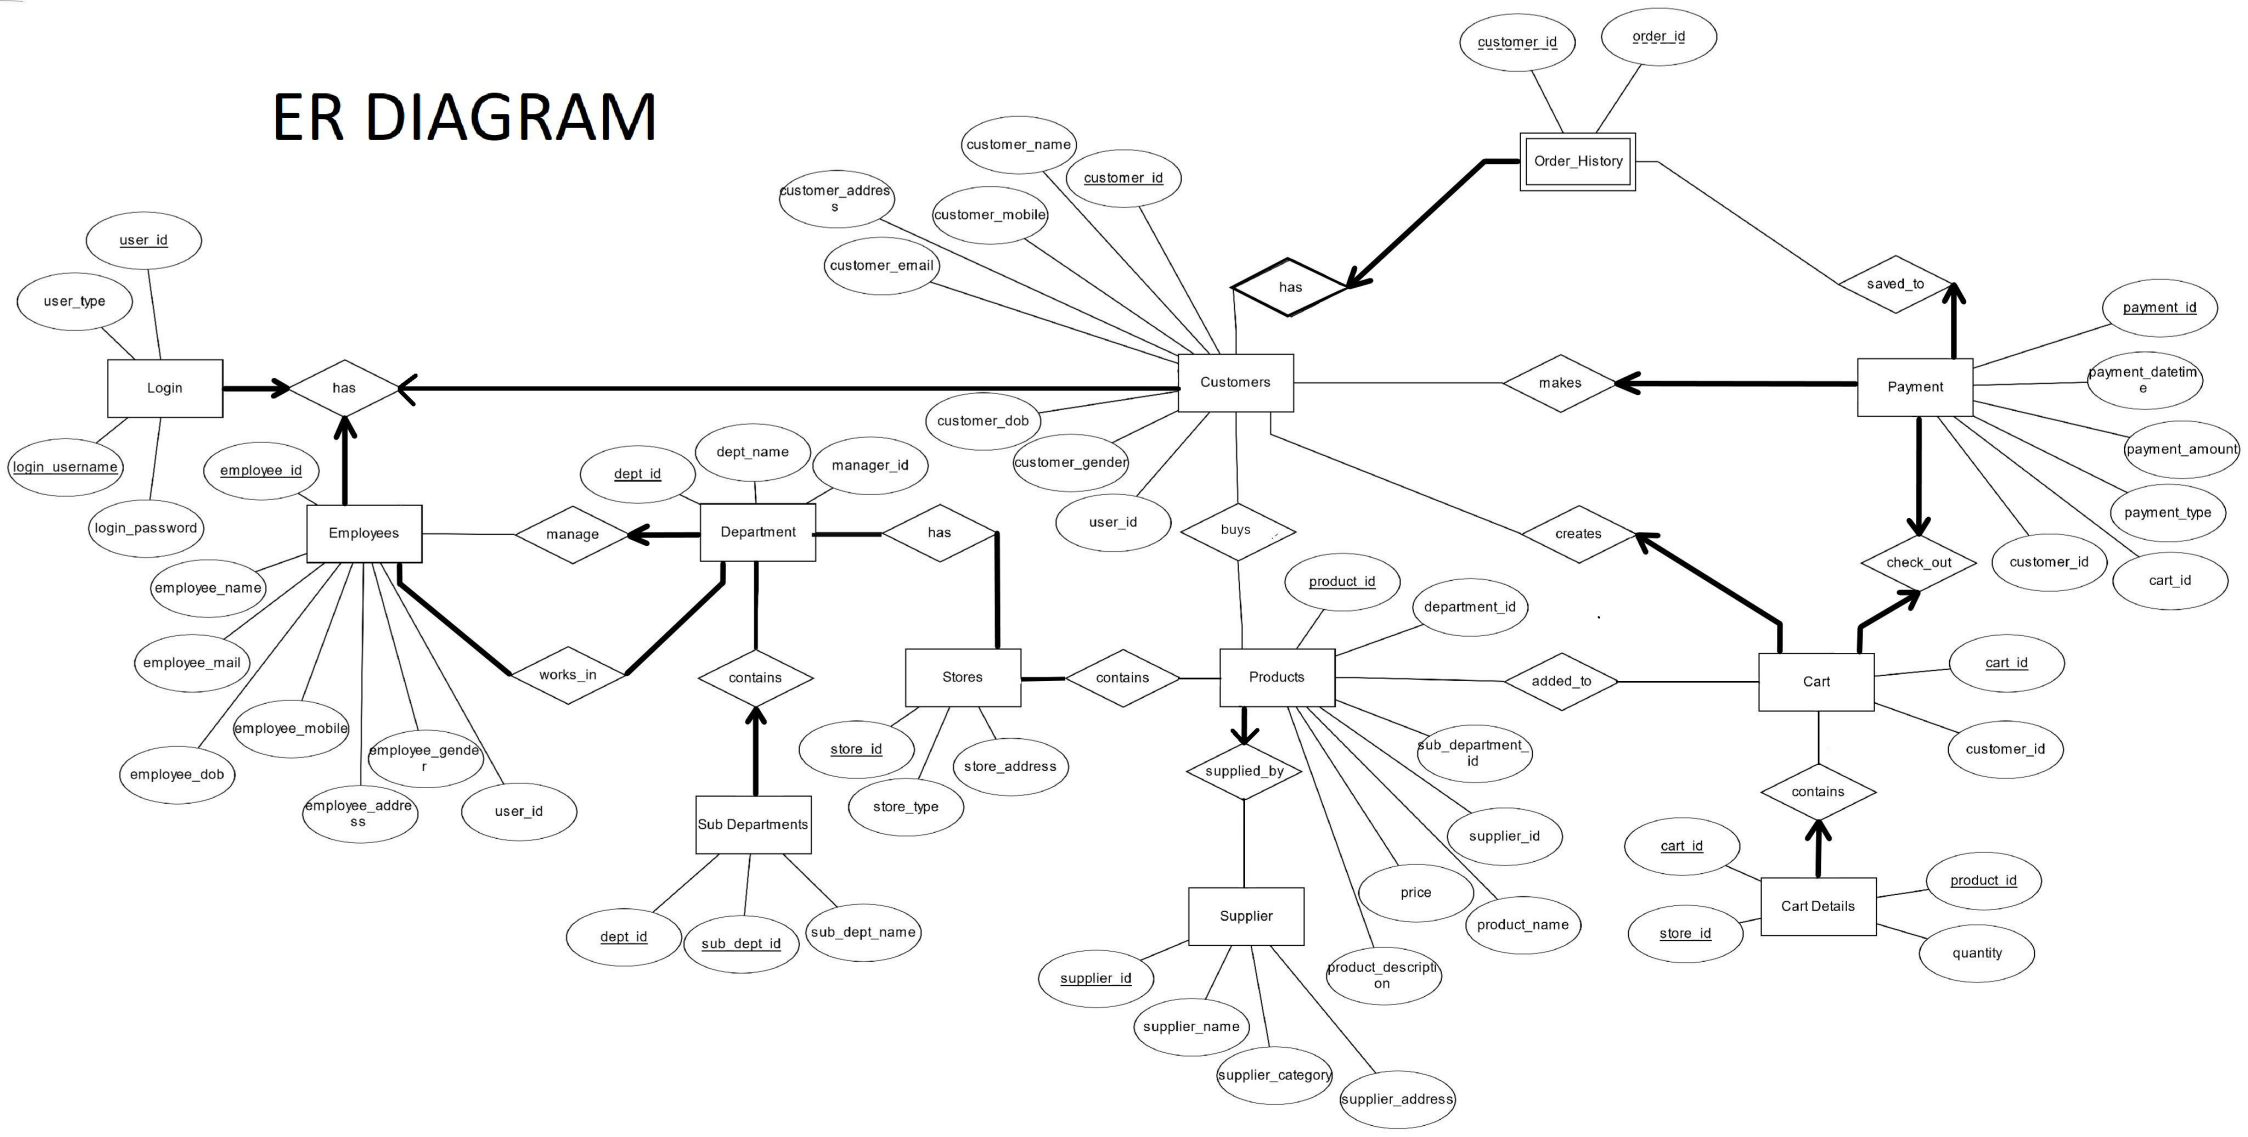 customer_id
order_id
ER DIAGRAM
customer_name
Order_History
customer_id
customer_addres
s
customer_mobile
user_id
customer_email
has
saved_to
user_type
payment_id
payment_datetim
e
Login
has
Customers
makes
Payment
customer_dob
payment_amount
dept_name
customer_gender
manager_id
login_username
employee_id
dept_id
payment_type
user_id
login_password
Employees
manage
Department
has
buys
creates
check_out
customer_id
cart_id
product_id
employee_name
department_id
employee_mail
works_in
contains
Stores
contains
Products
added_to
Cart
cart_id
employee_mobile
store_id
sub_department_
id
customer_id
employee_gende
r
store_address
employee_dob
supplied_by
contains
employee_addre
ss
user_id
store_type
Sub Departments
supplier_id
cart_id
price
product_id
Supplier
Cart Details
product_name
dept_id
sub_dept_id
sub_dept_name
store_id
quantity
supplier_id
product_descripti
on
supplier_name
supplier_category
supplier_address